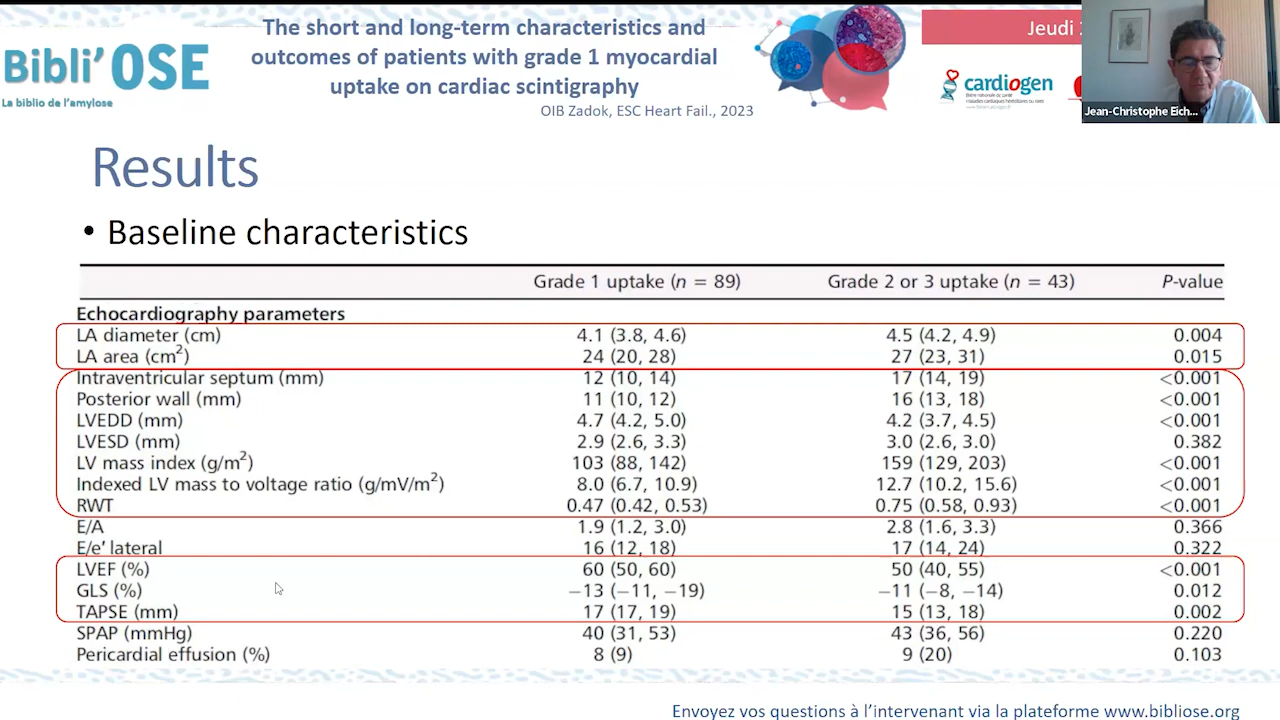 The short and long-term characteristics and
outcomes of patients with grade 1 myocardial
uptake on cardiac scintigraphy
OIB Zadok, ESC Heart Fail., 2023
Bibli'OSE
La biblio de l'amylose
Jeudi
cardiogen
Jean-Christophe Eich...
Results
• Baseline characteristics
Grade 1 uptake (n = 89) Grade 2 or 3 uptake (n = 43) P-value
Echocardiography parameters
LA diameter (cm) 4.1 (3.8, 4.6) 4.5 (4.2, 4.9) 0.004
LA area (cm²) 24 (20, 28) 27 (23, 31) 0.015
Intraventricular septum (mm) 12 (10, 14) 17 (14, 19) <0.001
Posterior wall (mm) 11 (10, 12) 16 (13, 18) <0.001
LVEDD (mm) 4.7 (4.2, 5.0) 4.2 (3.7, 4.5) <0.001
LVESD (mm) 2.9 (2.6, 3.3) 3.0 (2.6, 3.0) 0.382
LV mass index (g/m²) 103 (88, 142) 159 (129, 203) <0.001
Indexed LV mass to voltage ratio (g/mV/m²) 8.0 (6.7, 10.9) 12.7 (10.2, 15.6) <0.001
RWT 0.47 (0.42, 0.53) 0.75 (0.58, 0.93) <0.001
E/A 1.9 (1.2, 3.0) 2.8 (1.6, 3.3) 0.366
E/e′ lateral 16 (12, 18) 17 (14, 24) 0.322
LVEF (%) 60 (50, 60) 50 (40, 55) <0.001
GLS (%) −13 (−11, −19) −11 (−8, −14) 0.012
TAPSE (mm) 17 (17, 19) 15 (13, 18) 0.002
SPAP (mmHg) 40 (31, 53) 43 (36, 56) 0.220
Pericardial effusion (%) 8 (9) 9 (20) 0.103
Envoyez vos questions à l'intervenant via la plateforme www.bibliose.org